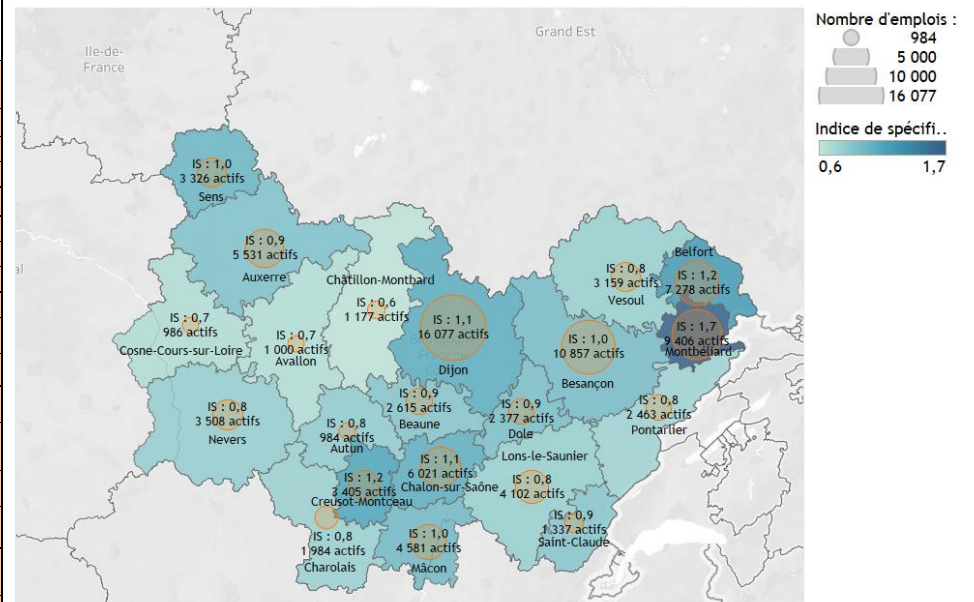 Ile-de-
France
Grand Est
Nombre d'emplois :
984
5 000
10 000
16 077
Indice de spécifi..
0,6 1,7
IS : 1,0
3 326 actifs
Sens
IS : 0,9
5 531 actifs
Auxerre
Châtillon-Montbard
IS : 0,6
1 177 actifs
IS : 0,7
986 actifs
Cosne-Cours-sur-Loire
IS : 0,7
1 000 actifs
Avallon
IS : 1,1
16 077 actifs
Dijon
IS : 1,0
10 857 actifs
Besançon
IS : 0,8
3 159 actifs
Vesoul
Belfort
IS : 1,2
7 278 actifs
IS : 1,7
9 406 actifs
Montbéliard
IS : 0,8
2 463 actifs
Pontarlier
IS : 0,8
3 508 actifs
Nevers
IS : 0,8
984 actifs
Autun
IS : 0,9
2 615 actifs
Beaune
IS : 0,9
2 377 actifs
Dole
IS : 1,2
3 405 actifs
Creusot-Montceau
IS : 1,1
6 021 actifs
Chalon-sur-Saône
Lons-le-Saunier
IS : 0,8
4 102 actifs
IS : 0,9
1 337 actifs
Saint-Claude
IS : 0,8
1 984 actifs
Charolais
IS : 1,0
4 581 actifs
Mâcon